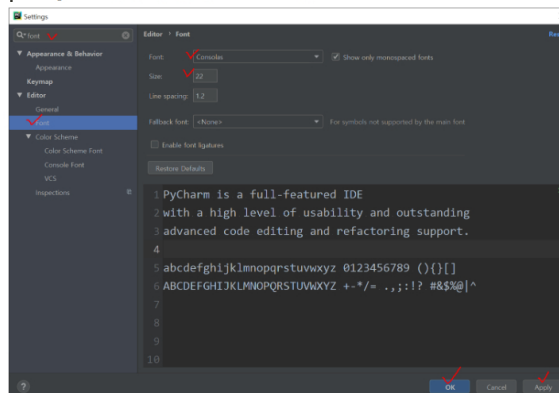 Settings
font
Editor › Font
Res
Appearance & Behavior
Appearance
Keymap
Editor
General
Font
Color Scheme
Color Scheme Font
Console Font
VCS
Inspections
Font:
Consolas
Show only monospaced fonts
Size:
22
Line spacing:
1.2
Fallback font:
<None>
For symbols not supported by the main font
Enable font ligatures
Restore Defaults
1 PyCharm is a full-featured IDE
2 with a high level of usability and outstanding
3 advanced code editing and refactoring support.
4
5 abcdefghijklmnopqrstuvwxyz 0123456789 (){}[]
6 ABCDEFGHIJKLMNOPQRSTUVWXYZ +-*/= .,;:!? #&$%@|^
7
8
9
10
?
OK
Cancel
Apply